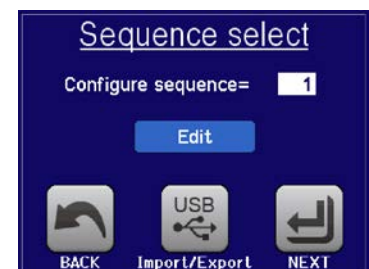 Sequence select
Configure sequence= 1
Edit
USB
BACK Import/Export NEXT